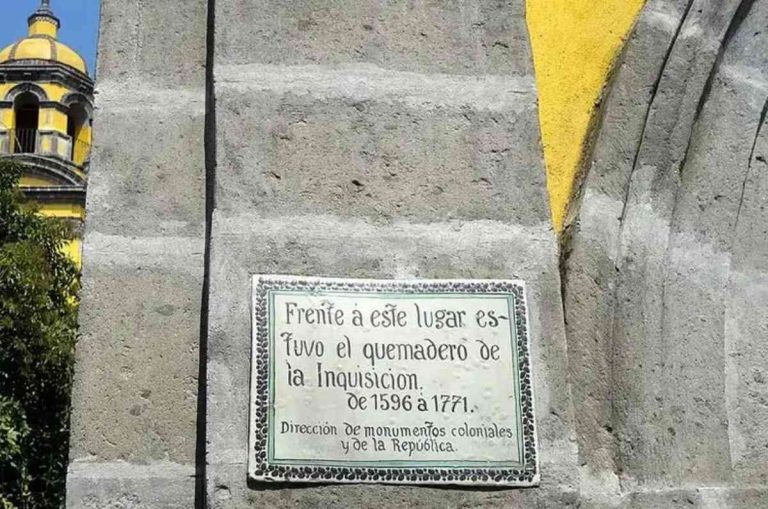 Frente á este lugar es-
tuvo el quemadero de
la Inquisicion.
de 1596 á 1771.
Dirección de monumentos coloniales
y de la República.